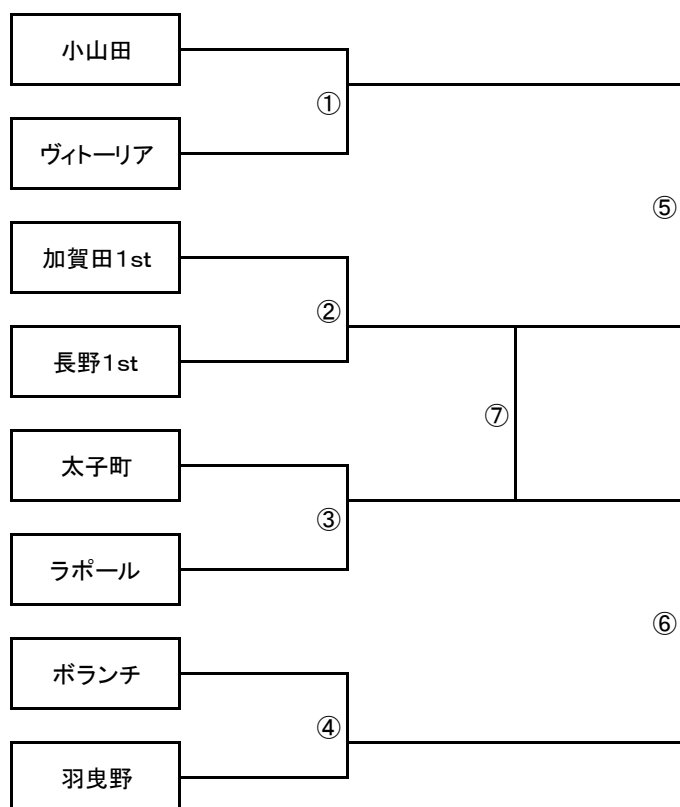 小山田
①
ヴィトーリア
⑤
加賀田1st
②
長野1st
⑦
太子町
③
ラポール
⑥
ボランチ
④
羽曳野